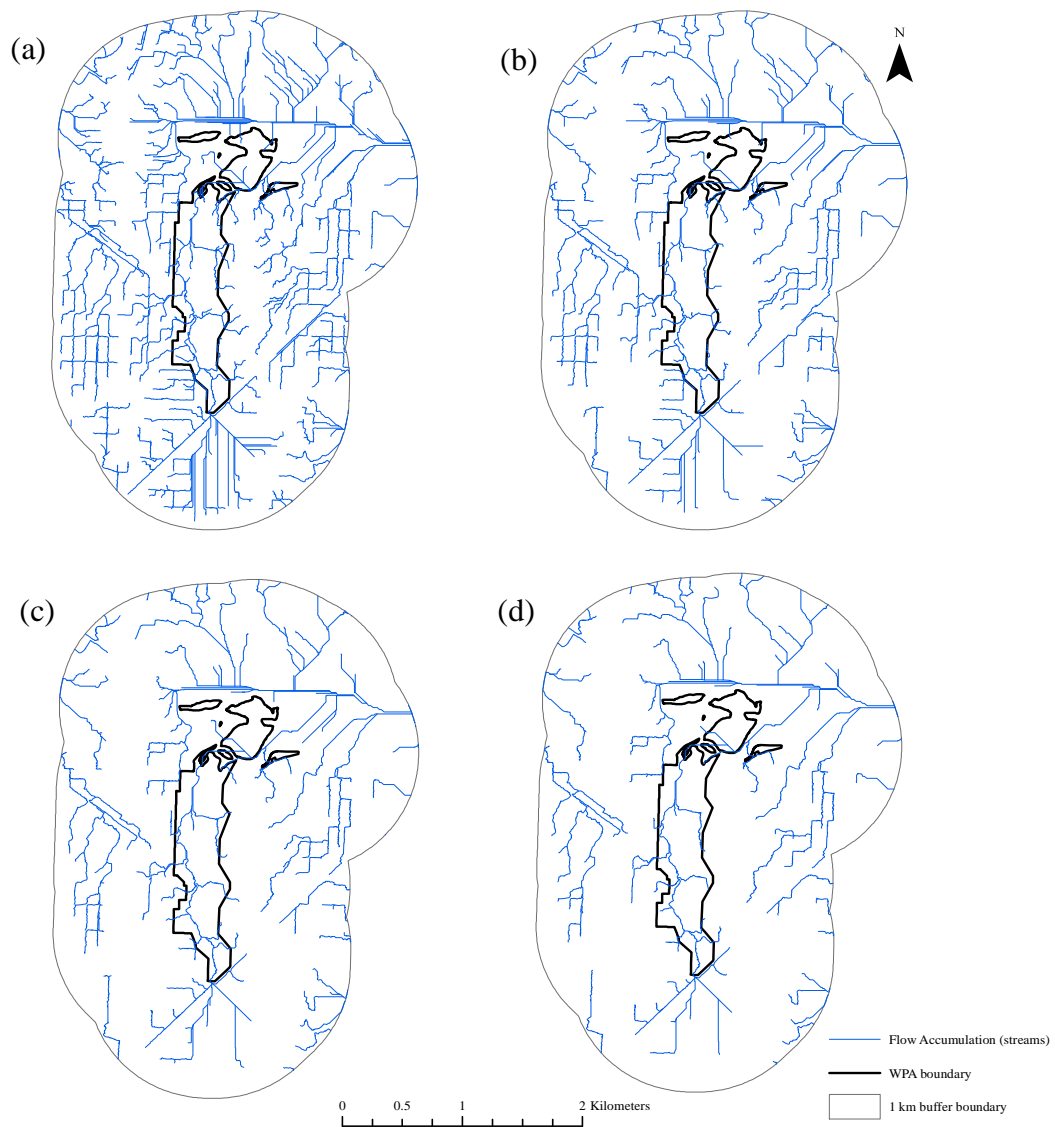 (a)
(b)
N
(c)
(d)
Flow Accumulation (streams)
WPA boundary
1 km buffer boundary
0 0.5 1 2 Kilometers